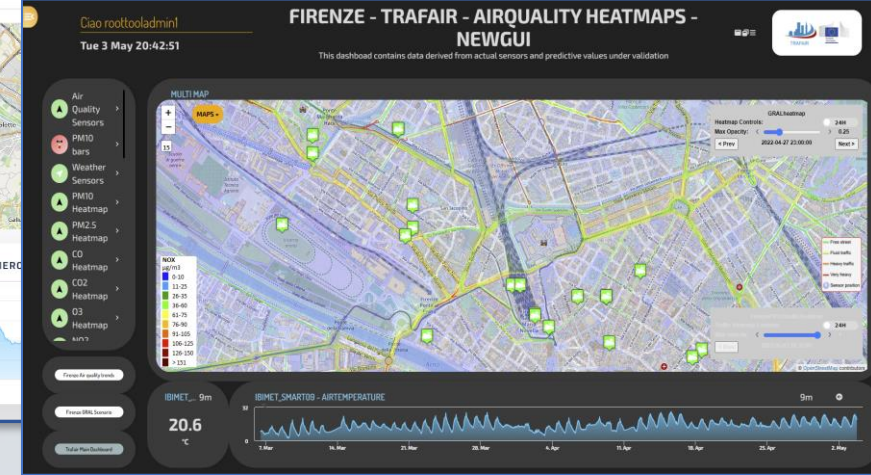 Ciao roottooladmin1
Tue 3 May 20:42:51
FIRENZE - TRAFAIR - AIRQUALITY HEATMAPS -
NEWGUI
This dashboad contains data derived from actual sensors and predictive values under validation
Air
Quality
Sensors
PM10
bars
Weather
Sensors
PM10
Heatmap
PM2.5
Heatmap
CO
Heatmap
CO2
Heatmap
O3
Heatmap
NO2
Firenze Air quality trends
Firenze GRAL Scenario
Trafair Main Dashboard
MULTI MAP
+
−
15
MAPS
GRALheatmap
Heatmap Controls:
24H
Max Opacity:
0.25
< Prev
2022-04-27 23:00:00
Next >
Free street
Fluid traffic
Heavy traffic
Very heavy
Sensor position
24H
NOX
µg/m3
0-10
11-25
26-35
36-60
61-75
76-90
91-105
106-125
126-150
> 151
© OpenStreetMap contributors
IBIMET_... 9m
20.6
°C
IBIMET_SMART09 - AIRTEMPERATURE
9m
50
0
7. Mar
14. Mar
21. Mar
28. Mar
4. Apr
11. Apr
18. Apr
25. Apr
2. May